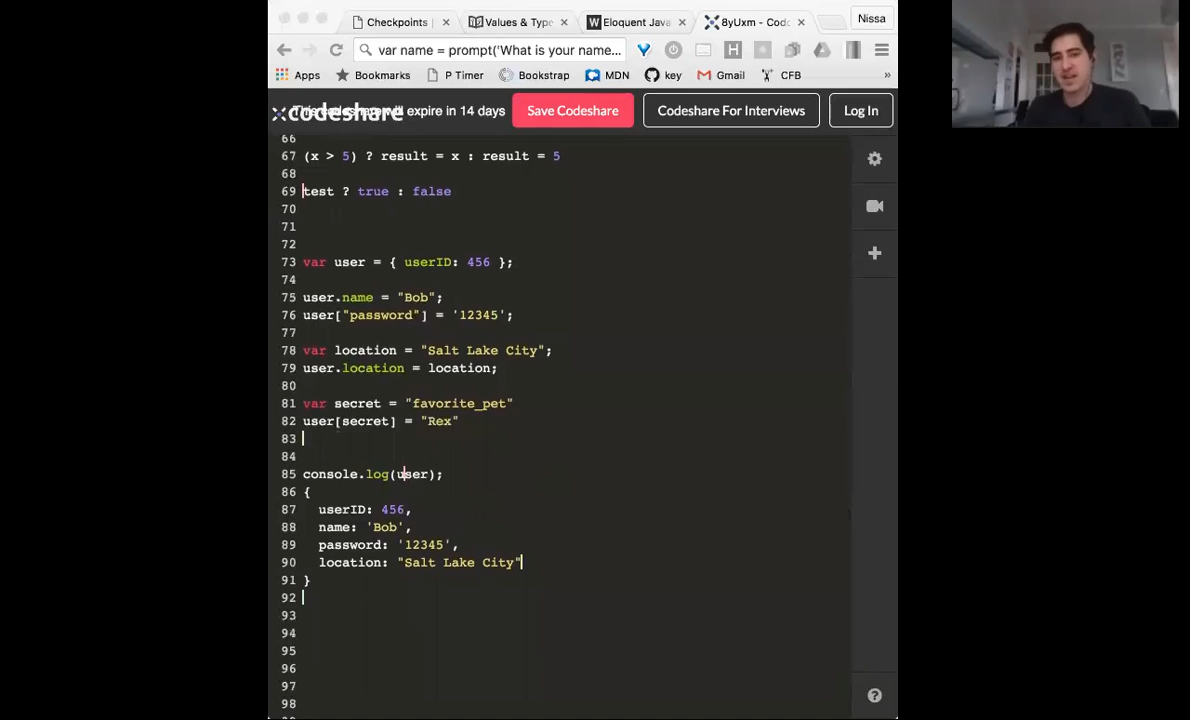 Checkpoints |
Values & Type
Eloquent Java
8yUxm - Cod
Nissa
var name = prompt('What is your name...
Apps
Bookmarks
P Timer
Bootstrap
MDN
key
Gmail
CFB
»
codeshare
expire in 14 days
Save Codeshare
Codeshare For Interviews
Log In
66
67 (x > 5) ? result = x : result = 5
68
69 test ? true : false
70
71
72
73 var user = { userID: 456 };
74
75 user.name = "Bob";
76 user["password"] = '12345';
77
78 var location = "Salt Lake City";
79 user.location = location;
80
81 var secret = "favorite_pet"
82 user[secret] = "Rex"
83
84
85 console.log(user);
86 {
87 userID: 456,
88 name: 'Bob',
89 password: '12345',
90 location: "Salt Lake City"
91 }
92
93
94
95
96
97
98